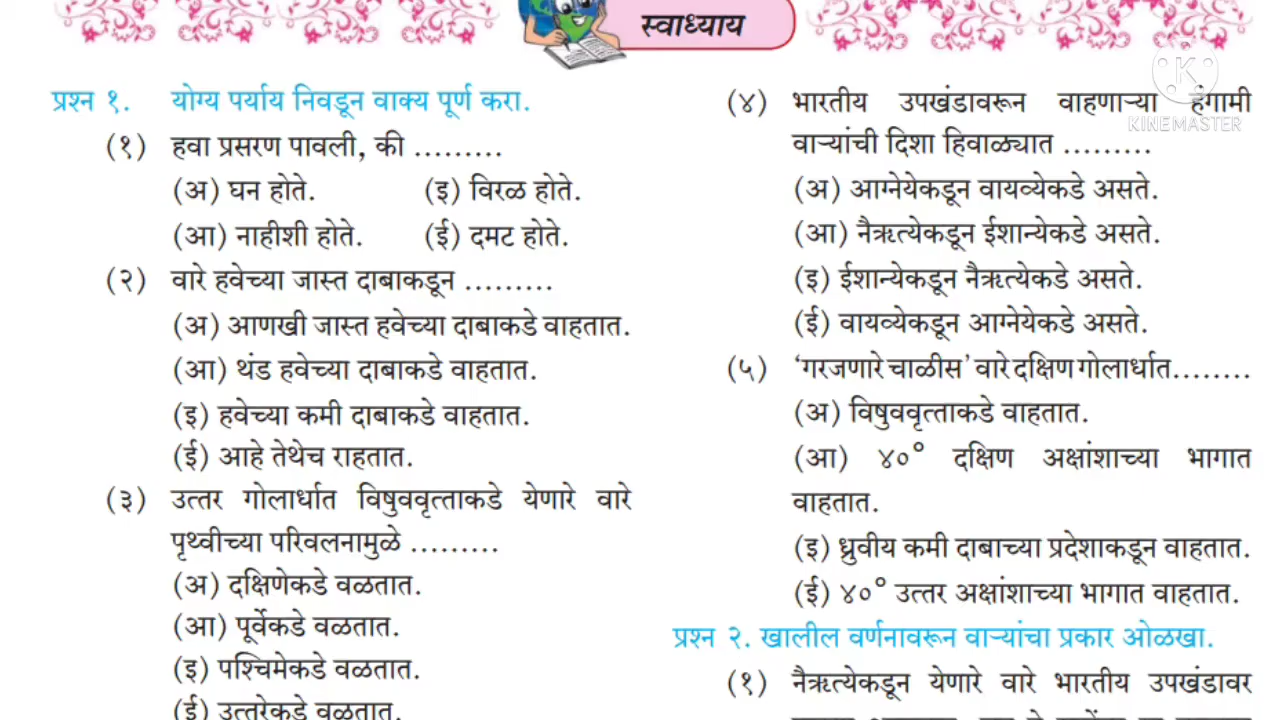 स्वाध्याय
प्रश्न १. योग्य पर्याय निवडून वाक्य पूर्ण करा.
(१) हवा प्रसरण पावली, की .........
(अ) घन होते. (इ) विरळ होते.
(आ) नाहीशी होते. (ई) दमट होते.
(२) वारे हवेच्या जास्त दाबाकडून .........
(अ) आणखी जास्त हवेच्या दाबाकडे वाहतात.
(आ) थंड हवेच्या दाबाकडे वाहतात.
(इ) हवेच्या कमी दाबाकडे वाहतात.
(ई) आहे तेथेच राहतात.
(३) उत्तर गोलार्धात विषुववृत्ताकडे येणारे वारे
पृथ्वीच्या परिवलनामुळे .........
(अ) दक्षिणेकडे वळतात.
(आ) पूर्वेकडे वळतात.
(इ) पश्चिमेकडे वळतात.
(ई) उत्तरेकडे वळतात.
(४) भारतीय उपखंडावरून वाहणाऱ्या हंगामी
वाऱ्यांची दिशा हिवाळ्यात .........
(अ) आग्नेयेकडून वायव्येकडे असते.
(आ) नैऋत्येकडून ईशान्येकडे असते.
(इ) ईशान्येकडून नैऋत्येकडे असते.
(ई) वायव्येकडून आग्नेयेकडे असते.
(५) ‘गरजणारे चाळीस’ वारे दक्षिण गोलार्धात........
(अ) विषुववृत्ताकडे वाहतात.
(आ) ४०° दक्षिण अक्षांशाच्या भागात
वाहतात.
(इ) ध्रुवीय कमी दाबाच्या प्रदेशाकडून वाहतात.
(ई) ४०° उत्तर अक्षांशाच्या भागात वाहतात.
प्रश्न २. खालील वर्णनावरून वाऱ्यांचा प्रकार ओळखा.
(१) नैऋत्येकडून येणारे वारे भारतीय उपखंडावर
K
KINEMASTER